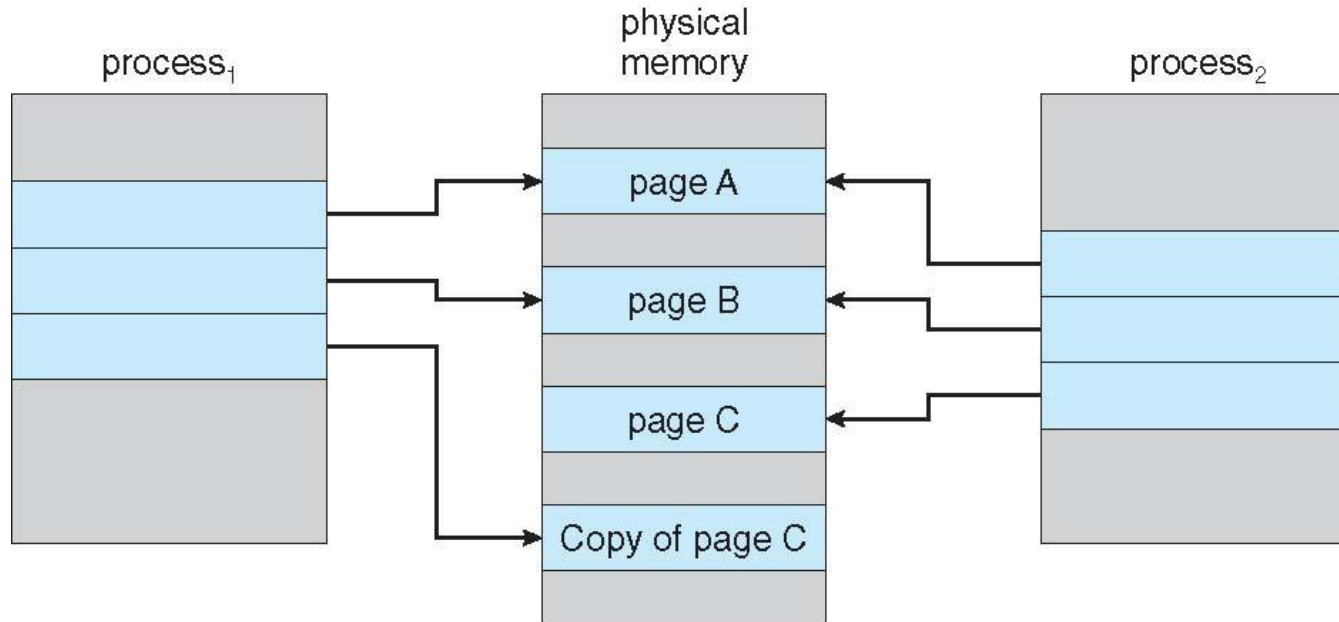 process₁
physical
memory
process₂
page A
page B
page C
Copy of page C